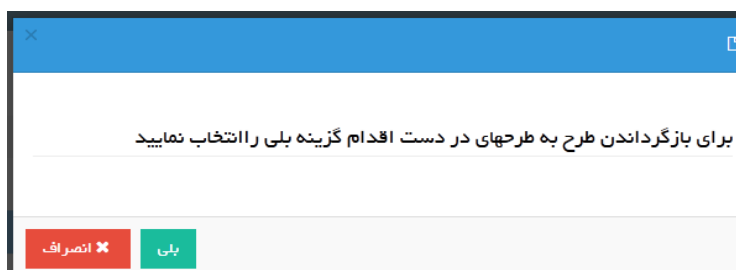 برای بازگرداندن طرح به طرحهای در دست اقدام گزینه بلی راانتخاب نمایید
بلی
انصراف